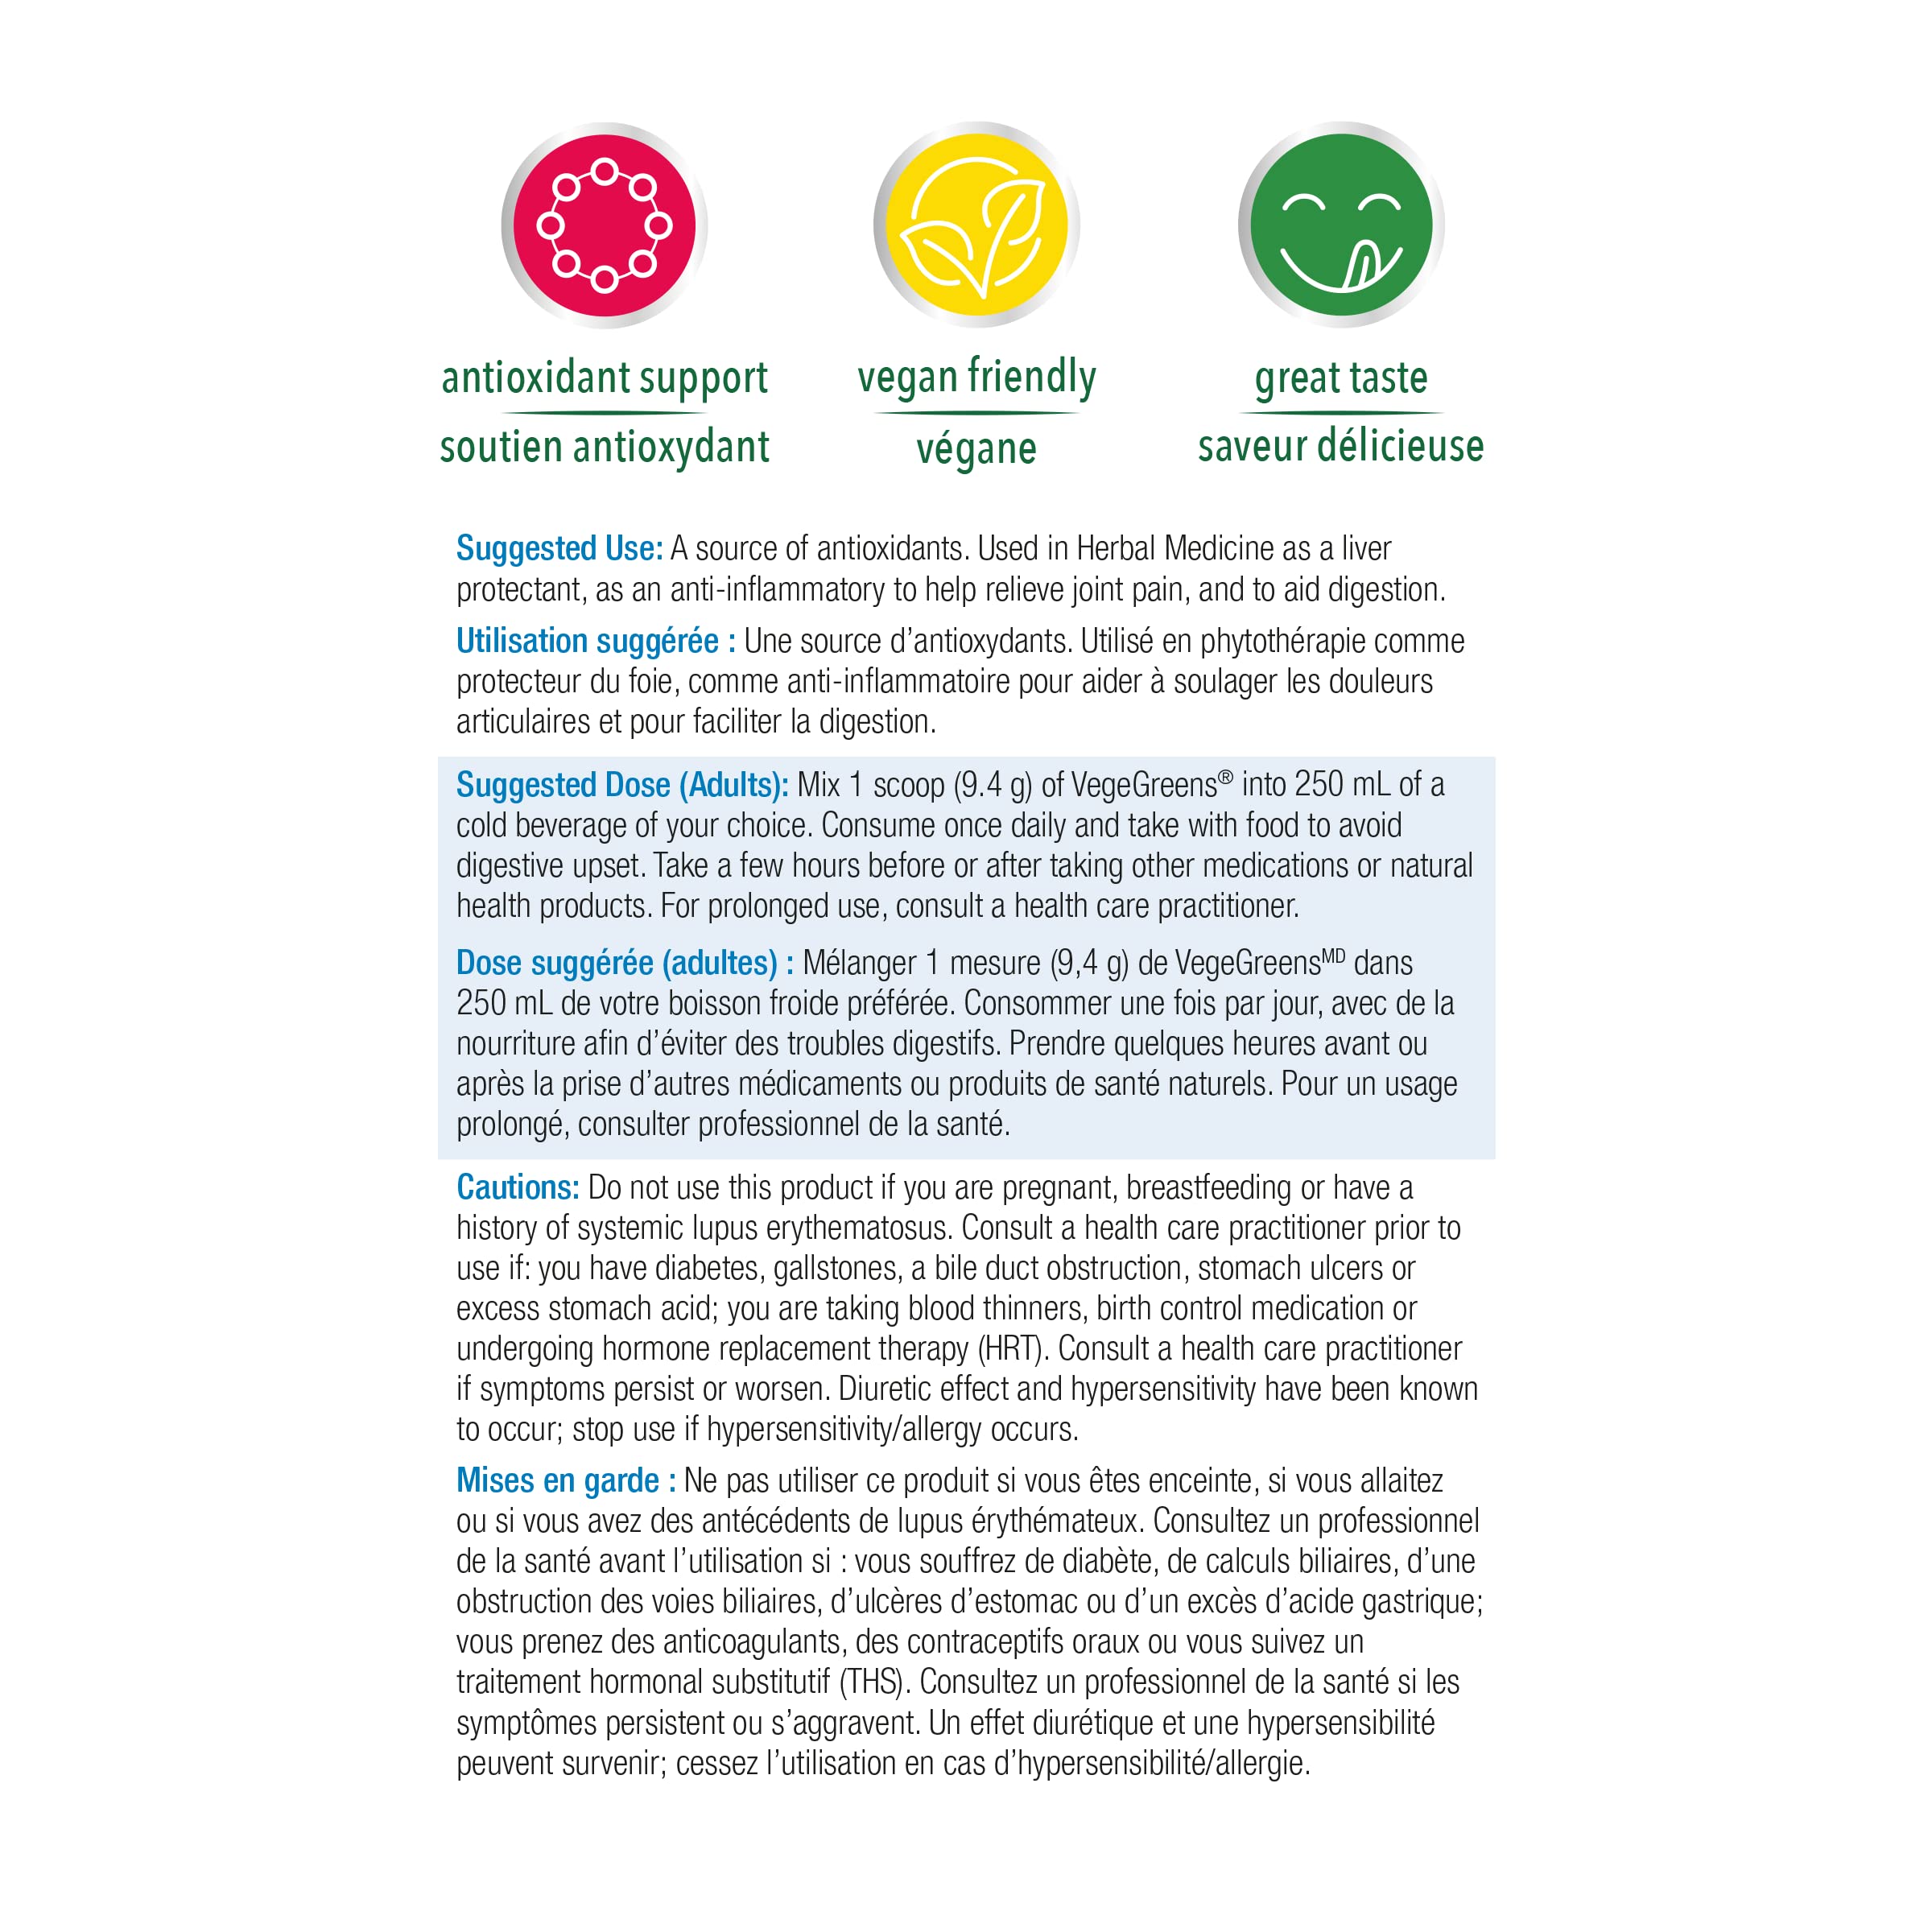 antioxidant support
soutien antioxydant
vegan friendly
végane
great taste
saveur délicieuse
Suggested Use: A source of antioxidants. Used in Herbal Medicine as a liver
protectant, as an anti-inflammatory to help relieve joint pain, and to aid digestion.
Utilisation suggérée : Une source d’antioxydants. Utilisé en phytothérapie comme
protecteur du foie, comme anti-inflammatoire pour aider à soulager les douleurs
articulaires et pour faciliter la digestion.
Suggested Dose (Adults): Mix 1 scoop (9.4 g) of VegeGreens® into 250 mL of a
cold beverage of your choice. Consume once daily and take with food to avoid
digestive upset. Take a few hours before or after taking other medications or natural
health products. For prolonged use, consult a health care practitioner.
Dose suggérée (adultes) : Mélanger 1 mesure (9,4 g) de VegeGreensMD dans
250 mL de votre boisson froide préférée. Consommer une fois par jour, avec de la
nourriture afin d’éviter des troubles digestifs. Prendre quelques heures avant ou
après la prise d’autres médicaments ou produits de santé naturels. Pour un usage
prolongé, consulter professionnel de la santé.
Cautions: Do not use this product if you are pregnant, breastfeeding or have a
history of systemic lupus erythematosus. Consult a health care practitioner prior to
use if: you have diabetes, gallstones, a bile duct obstruction, stomach ulcers or
excess stomach acid; you are taking blood thinners, birth control medication or
undergoing hormone replacement therapy (HRT). Consult a health care practitioner
if symptoms persist or worsen. Diuretic effect and hypersensitivity have been known
to occur; stop use if hypersensitivity/allergy occurs.
Mises en garde : Ne pas utiliser ce produit si vous êtes enceinte, si vous allaitez
ou si vous avez des antécédents de lupus érythémateux. Consultez un professionnel
de la santé avant l’utilisation si : vous souffrez de diabète, de calculs biliaires, d’une
obstruction des voies biliaires, d’ulcères d’estomac ou d’un excès d’acide gastrique;
vous prenez des anticoagulants, des contraceptifs oraux ou vous suivez un
traitement hormonal substitutif (THS). Consultez un professionnel de la santé si les
symptômes persistent ou s’aggravent. Un effet diurétique et une hypersensibilité
peuvent survenir; cessez l’utilisation en cas d’hypersensibilité/allergie.